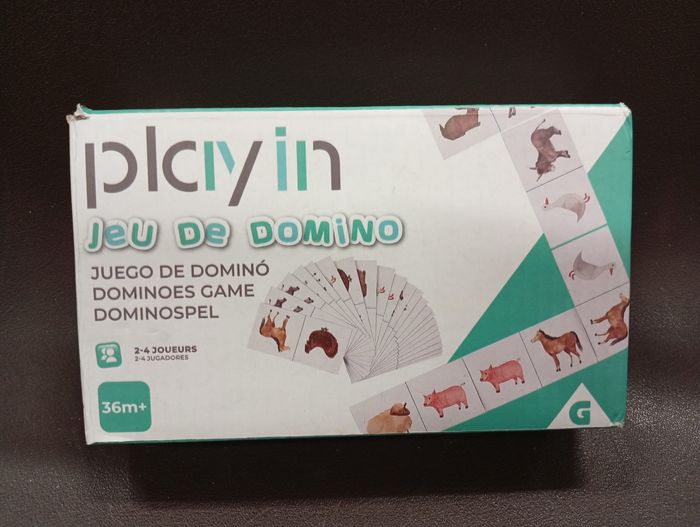 playin
JeU De DOMiNO
JUEGO DE DOMINÓ
DOMINOES GAME
DOMINOSPEL
2-4 JOUEURS
2-4 JUGADORES
36m+
G